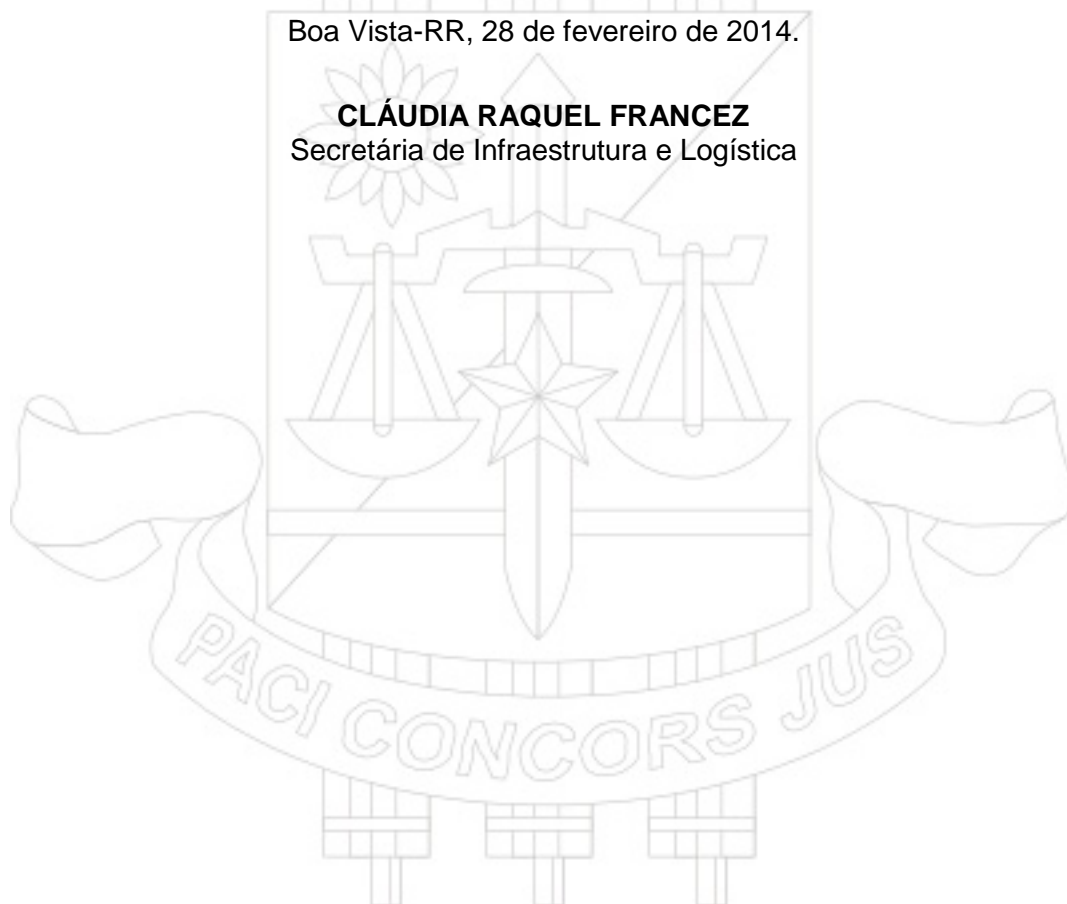 Boa Vista-RR, 28 de fevereiro de 2014.
CLÁUDIA RAQUEL FRANCEZ
Secretária de Infraestrutura e Logística
PACI CONCORS JUS